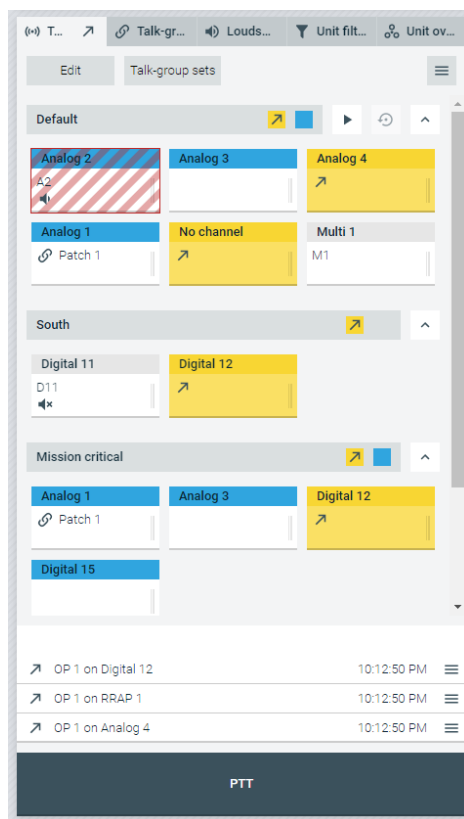 T...
Talk-gr...
Louds...
Unit filt...
Unit ov...
Edit
Talk-group sets
Default
Analog 2
Analog 3
Analog 4
A2
Analog 1
No channel
Multi 1
Patch 1
M1
South
Digital 11
Digital 12
D11
Mission critical
Analog 1
Analog 3
Digital 12
Patch 1
Digital 15
OP 1 on Digital 12 10:12:50 PM
OP 1 on RRAP 1 10:12:50 PM
OP 1 on Analog 4 10:12:50 PM
PTT